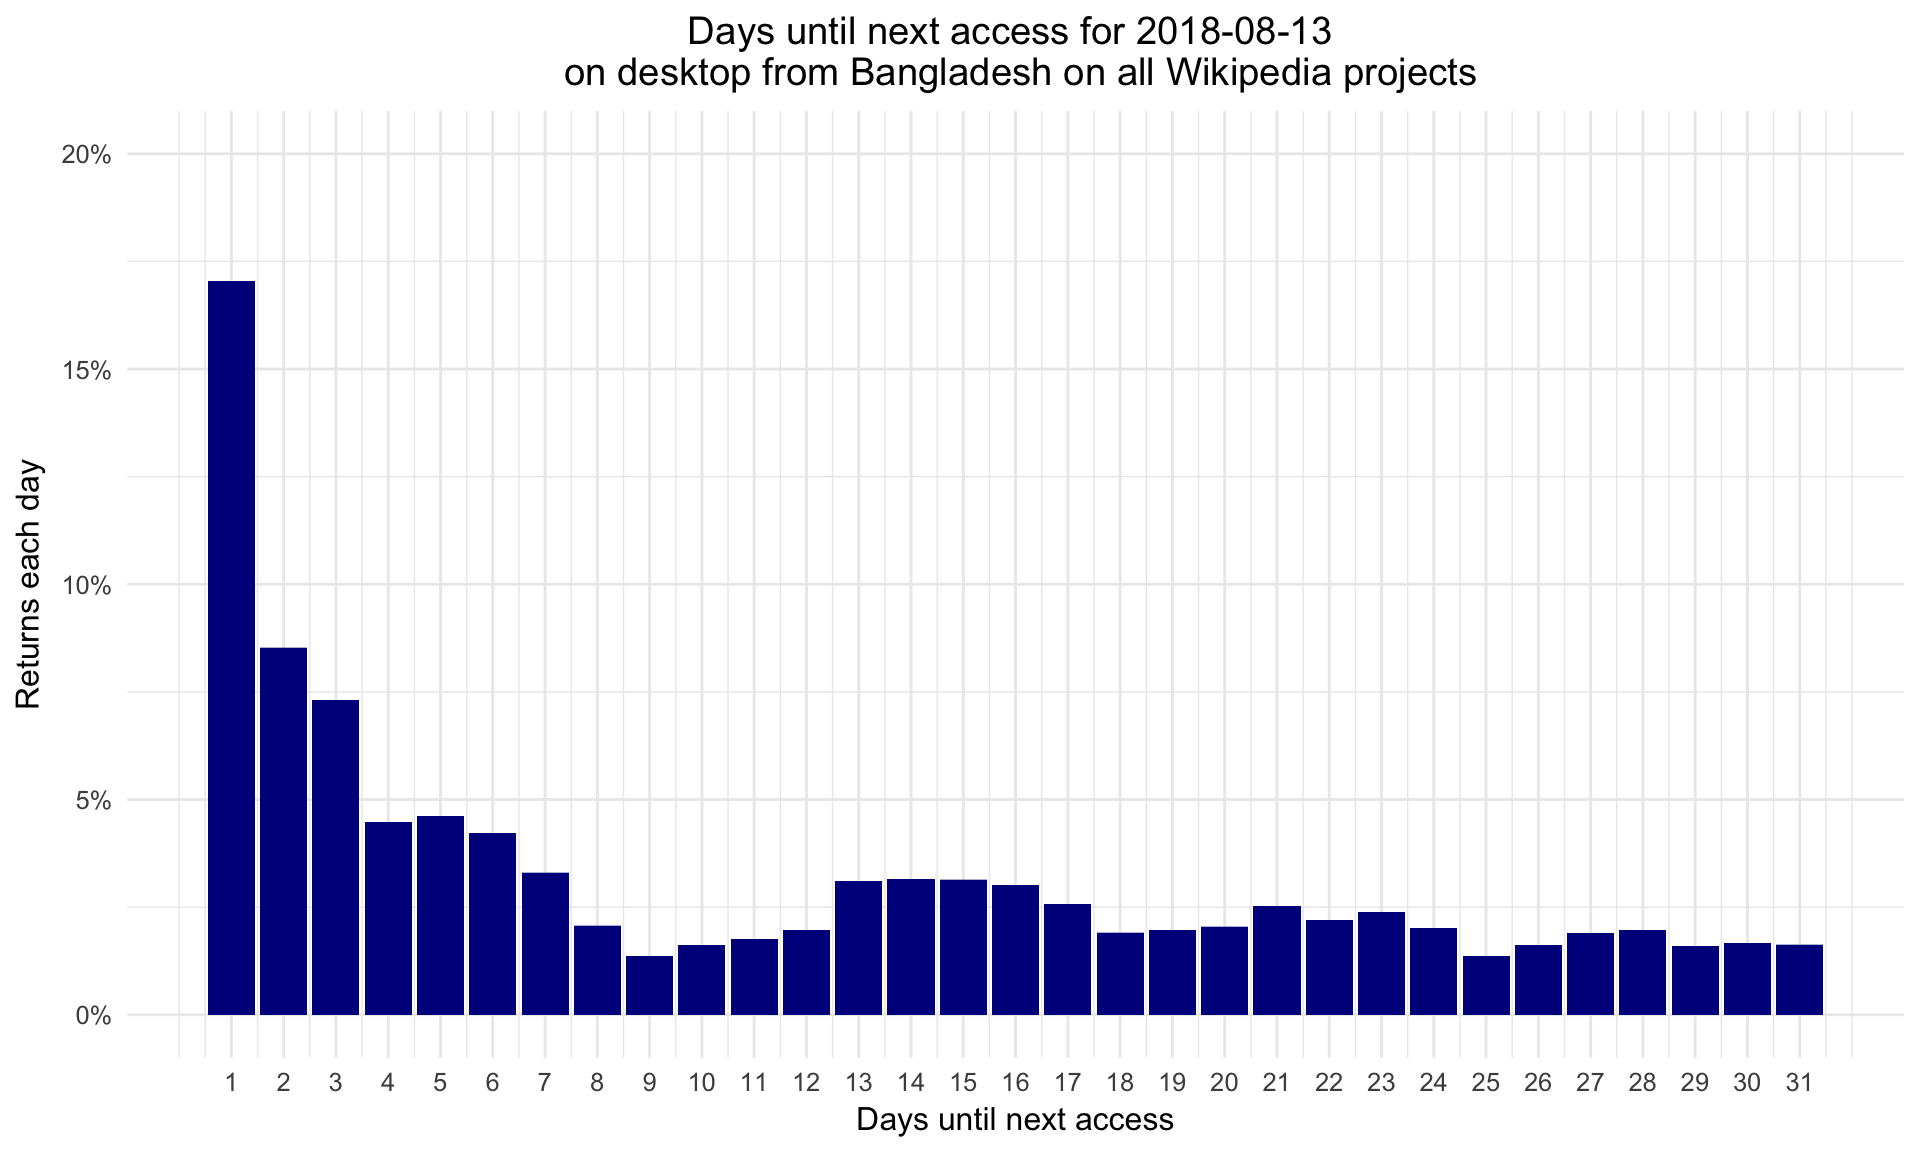 Days until next access for 2018-08-13
on desktop from Bangladesh on all Wikipedia projects
Returns each day
20%
15%
10%
5%
0%
1 2 3 4 5 6 7 8 9 10 11 12 13 14 15 16 17 18 19 20 21 22 23 24 25 26 27 28 29 30 31
Days until next access